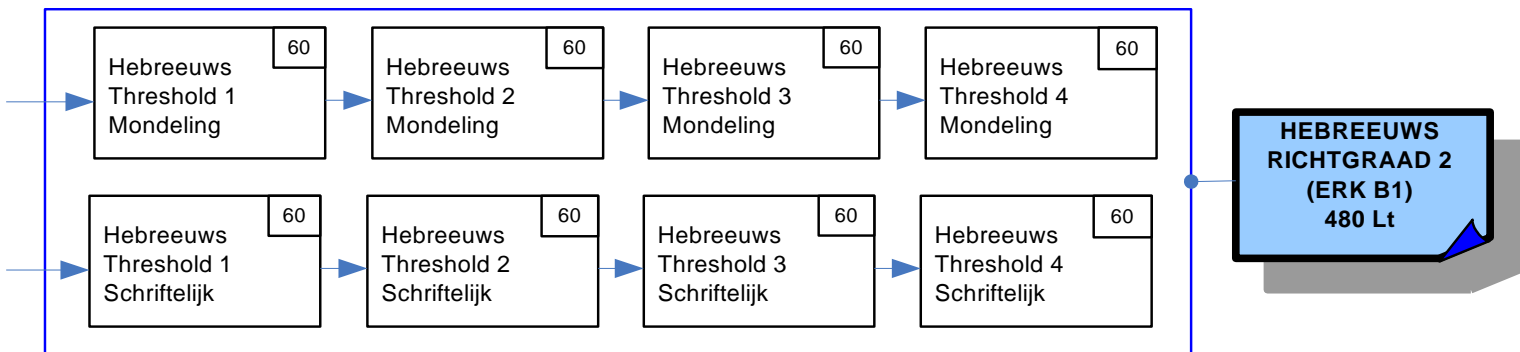 60
Hebreeuws
Threshold 1
Mondeling
60
Hebreeuws
Threshold 2
Mondeling
60
Hebreeuws
Threshold 3
Mondeling
60
Hebreeuws
Threshold 4
Mondeling
60
Hebreeuws
Threshold 1
Schriftelijk
60
Hebreeuws
Threshold 2
Schriftelijk
60
Hebreeuws
Threshold 3
Schriftelijk
60
Hebreeuws
Threshold 4
Schriftelijk
HEBREEUWS
RICHTGRAAD 2
(ERK B1)
480 Lt